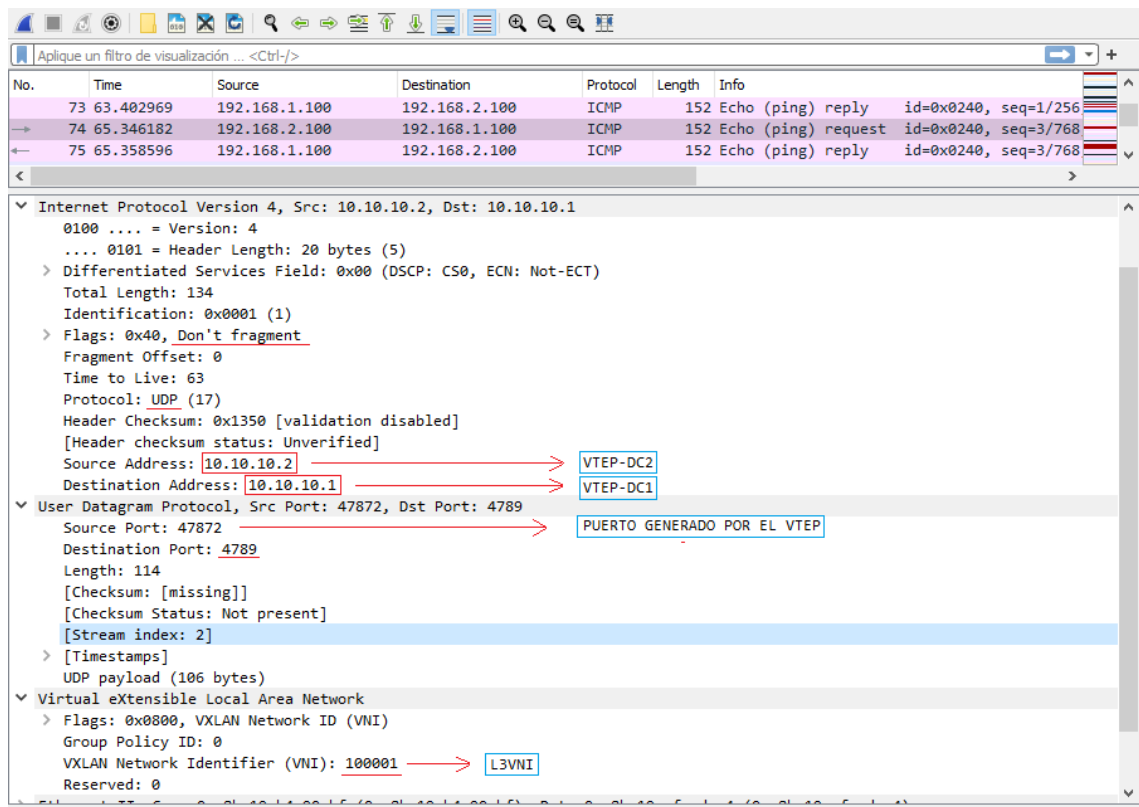 Aplique un filtro de visualización ... <Ctrl-/>
No. Time Source Destination Protocol Length Info
73 63.402969 192.168.1.100 192.168.2.100 ICMP 152 Echo (ping) reply id=0x0240, seq=1/256
74 65.346182 192.168.2.100 192.168.1.100 ICMP 152 Echo (ping) request id=0x0240, seq=3/768
75 65.358596 192.168.1.100 192.168.2.100 ICMP 152 Echo (ping) reply id=0x0240, seq=3/768
Internet Protocol Version 4, Src: 10.10.10.2, Dst: 10.10.10.1
0100 .... = Version: 4
.... 0101 = Header Length: 20 bytes (5)
Differentiated Services Field: 0x00 (DSCP: CS0, ECN: Not-ECT)
Total Length: 134
Identification: 0x0001 (1)
Flags: 0x40, Don't fragment
Fragment Offset: 0
Time to Live: 63
Protocol: UDP (17)
Header Checksum: 0x1350 [validation disabled]
[Header checksum status: Unverified]
Source Address: 10.10.10.2 VTEP-DC2
Destination Address: 10.10.10.1 VTEP-DC1
User Datagram Protocol, Src Port: 47872, Dst Port: 4789
Source Port: 47872 PUERTO GENERADO POR EL VTEP
Destination Port: 4789
Length: 114
[Checksum: [missing]]
[Checksum Status: Not present]
[Stream index: 2]
[Timestamps]
UDP payload (106 bytes)
Virtual eXtensible Local Area Network
Flags: 0x0800, VXLAN Network ID (VNI)
Group Policy ID: 0
VXLAN Network Identifier (VNI): 100001 L3VNI
Reserved: 0